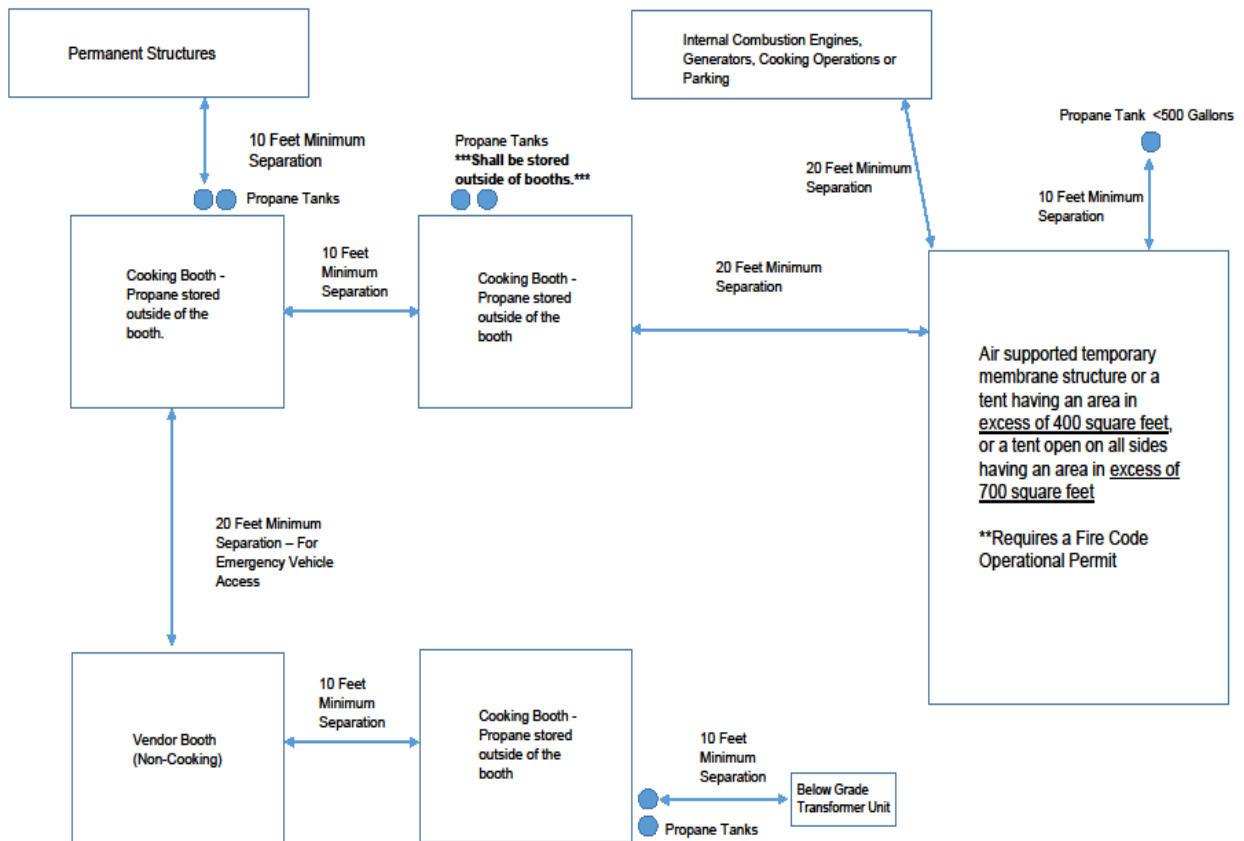 Permanent Structures
Internal Combustion Engines,
Generators, Cooking Operations or
Parking
Propane Tank <500 Gallons
10 Feet Minimum
Separation
Propane Tanks
***Shall be stored
outside of booths.***
20 Feet Minimum
Separation
10 Feet Minimum
Separation
Propane Tanks
Cooking Booth -
Propane stored
outside of the
booth.
10 Feet
Minimum
Separation
Cooking Booth -
Propane stored
outside of the
booth
20 Feet Minimum
Separation
Air supported temporary
membrane structure or a
tent having an area in
excess of 400 square feet,
or a tent open on all sides
having an area in excess of
700 square feet
**Requires a Fire Code
Operational Permit
20 Feet Minimum
Separation – For
Emergency Vehicle
Access
Vendor Booth
(Non-Cooking)
10 Feet
Minimum
Separation
Cooking Booth -
Propane stored
outside of the
booth
10 Feet
Minimum
Separation
Below Grade
Transformer Unit
Propane Tanks